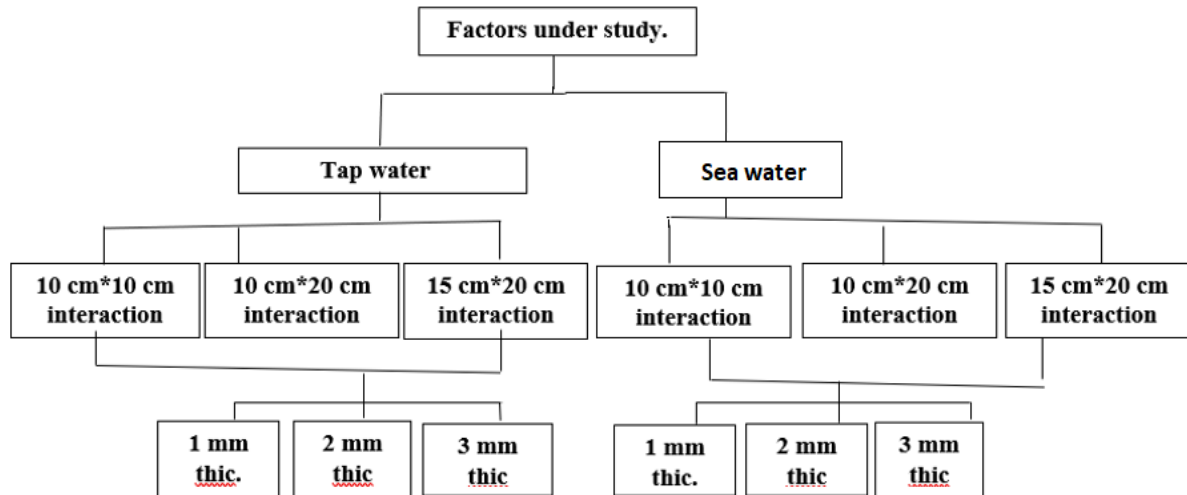 Factors under study.
Tap water
Sea water
10 cm*10 cm
interaction
10 cm*20 cm
interaction
15 cm*20 cm
interaction
10 cm*10 cm
interaction
10 cm*20 cm
interaction
15 cm*20 cm
interaction
1 mm
thic.
2 mm
thic
3 mm
thic
1 mm
thic.
2 mm
thic
3 mm
thic